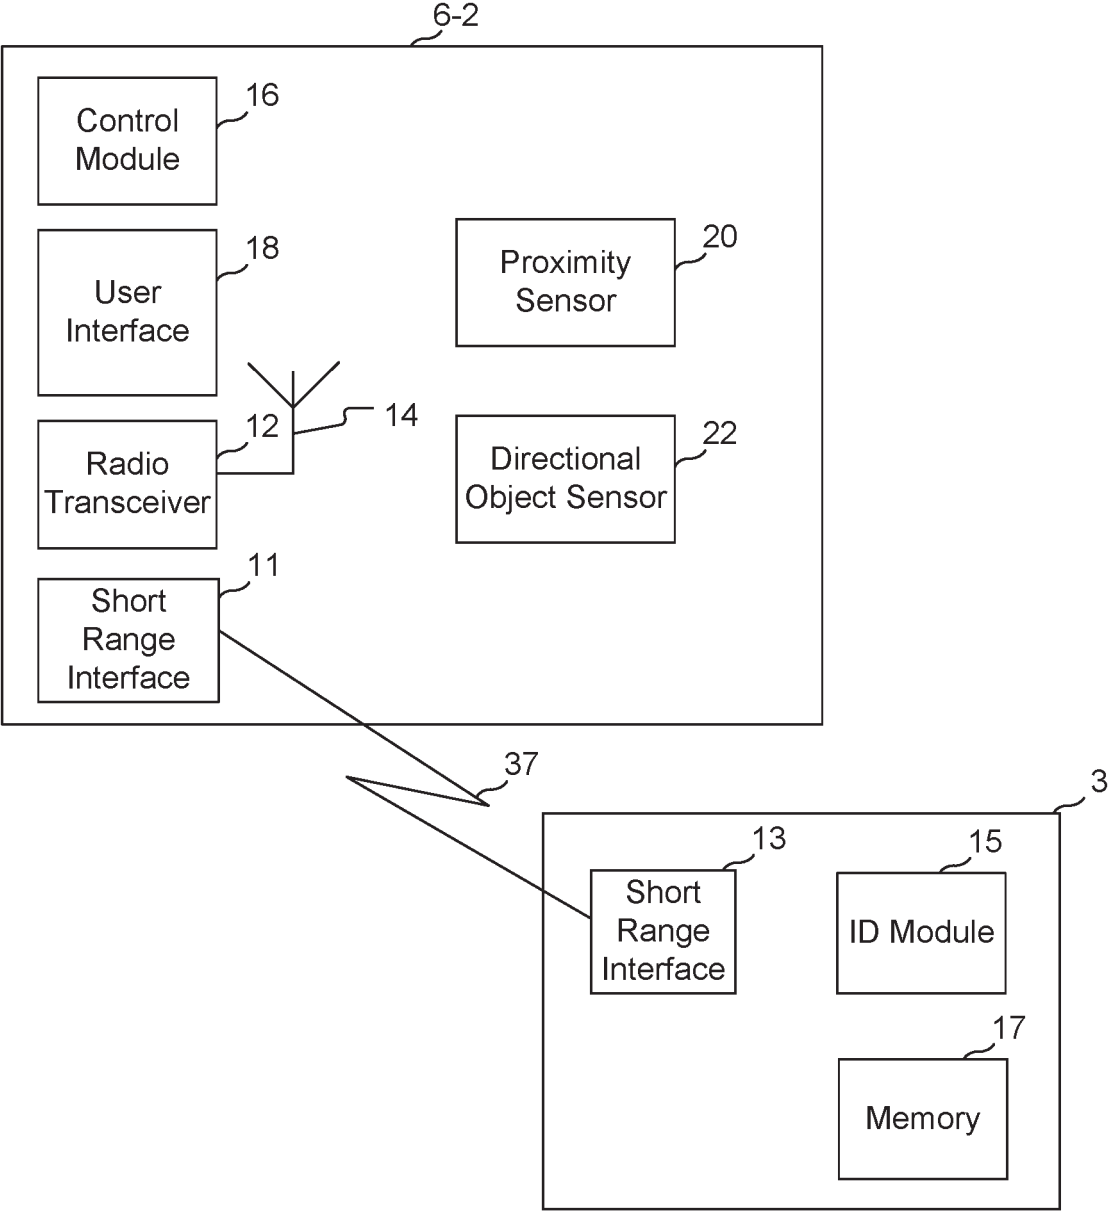 6-2
Control
Module
16
User
Interface
18
Radio
Transceiver
12
14
Short
Range
Interface
11
Proximity
Sensor
20
Directional
Object Sensor
22
37
3
Short
Range
Interface
13
ID Module
15
Memory
17